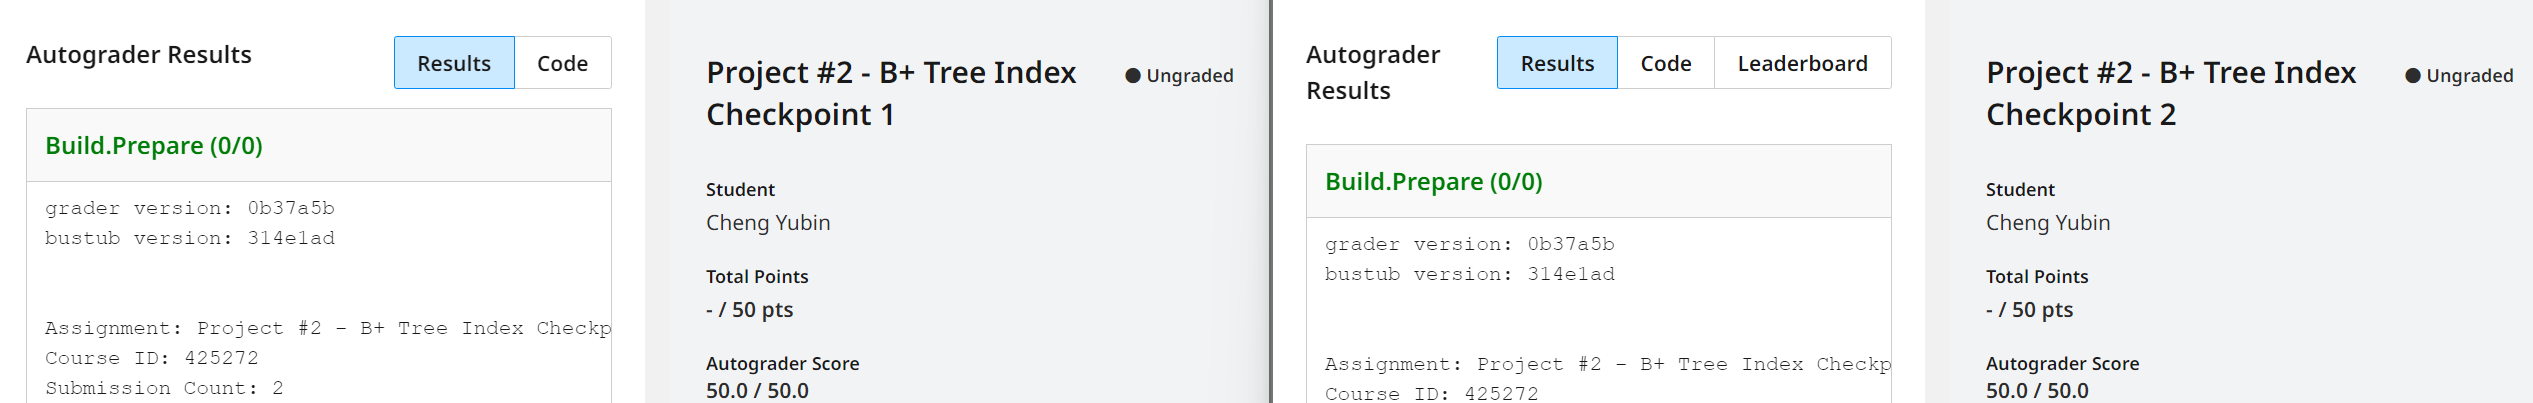 Autograder Results
Results
Code
Build.Prepare (0/0)
grader version: 0b37a5b
bustub version: 314e1ad
Assignment: Project #2 - B+ Tree Index Checkp
Course ID: 425272
Submission Count: 2
Project #2 - B+ Tree Index
Checkpoint 1
Ungraded
Student
Cheng Yubin
Total Points
- / 50 pts
Autograder Score
50.0 / 50.0
Autograder
Results
Results
Code
Leaderboard
Build.Prepare (0/0)
grader version: 0b37a5b
bustub version: 314e1ad
Assignment: Project #2 - B+ Tree Index Checkp
Course ID: 425272
Project #2 - B+ Tree Index
Checkpoint 2
Ungraded
Student
Cheng Yubin
Total Points
- / 50 pts
Autograder Score
50.0 / 50.0